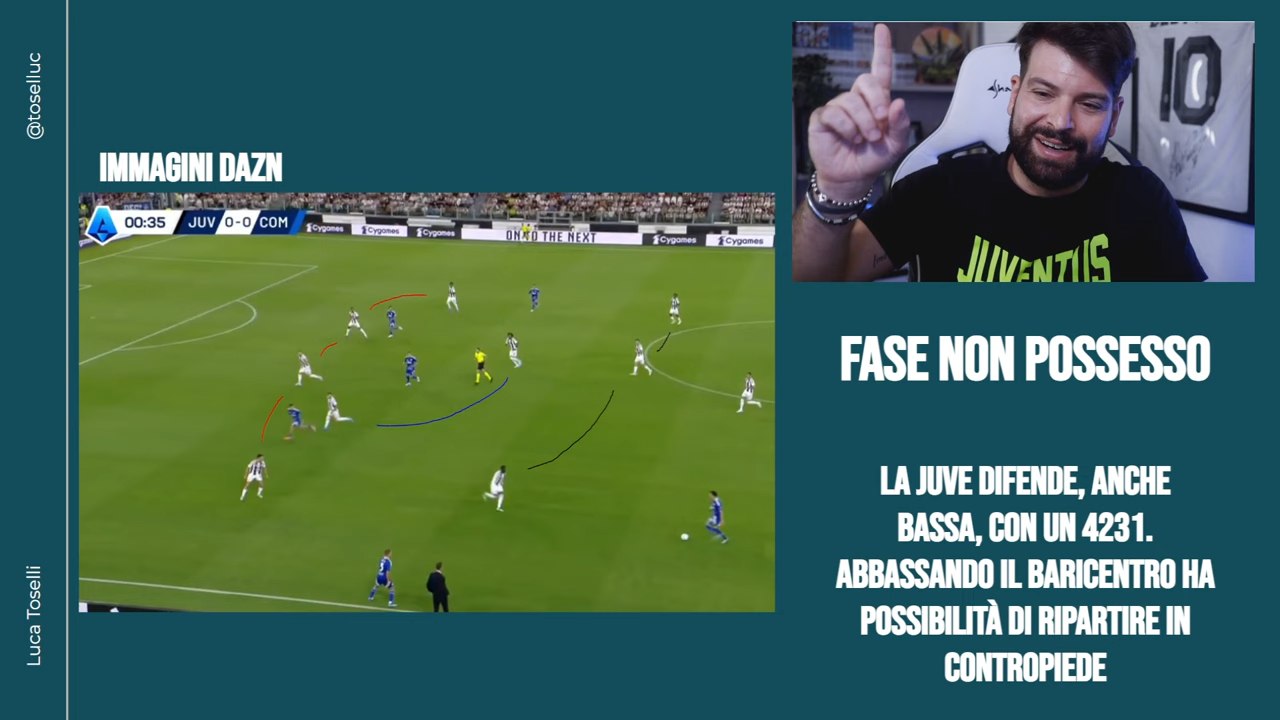 @toselluc
Luca Toselli
IMMAGINI DAZN
00:35 JUV 0-0 COM
Cygames Cygames Cygames ON TO THE NEXT Cygames Cygames
10
JUVENTUS
FASE NON POSSESSO
LA JUVE DIFENDE, ANCHE
BASSA, CON UN 4231.
ABBASSANDO IL BARICENTRO HA
POSSIBILITÀ DI RIPARTIRE IN
CONTROPIEDE